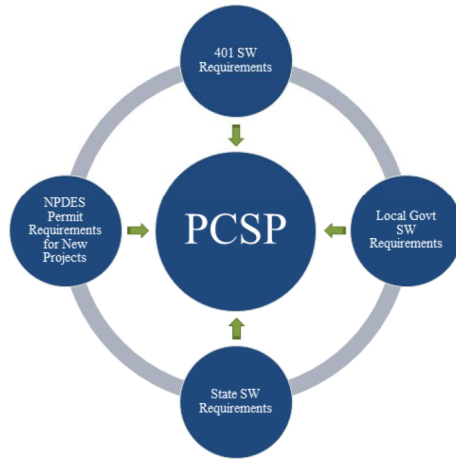 401 SW
Requirements
NPDES
Permit
Requirements
for New
Projects
PCSP
Local Govt
SW
Requirements
State SW
Requirements